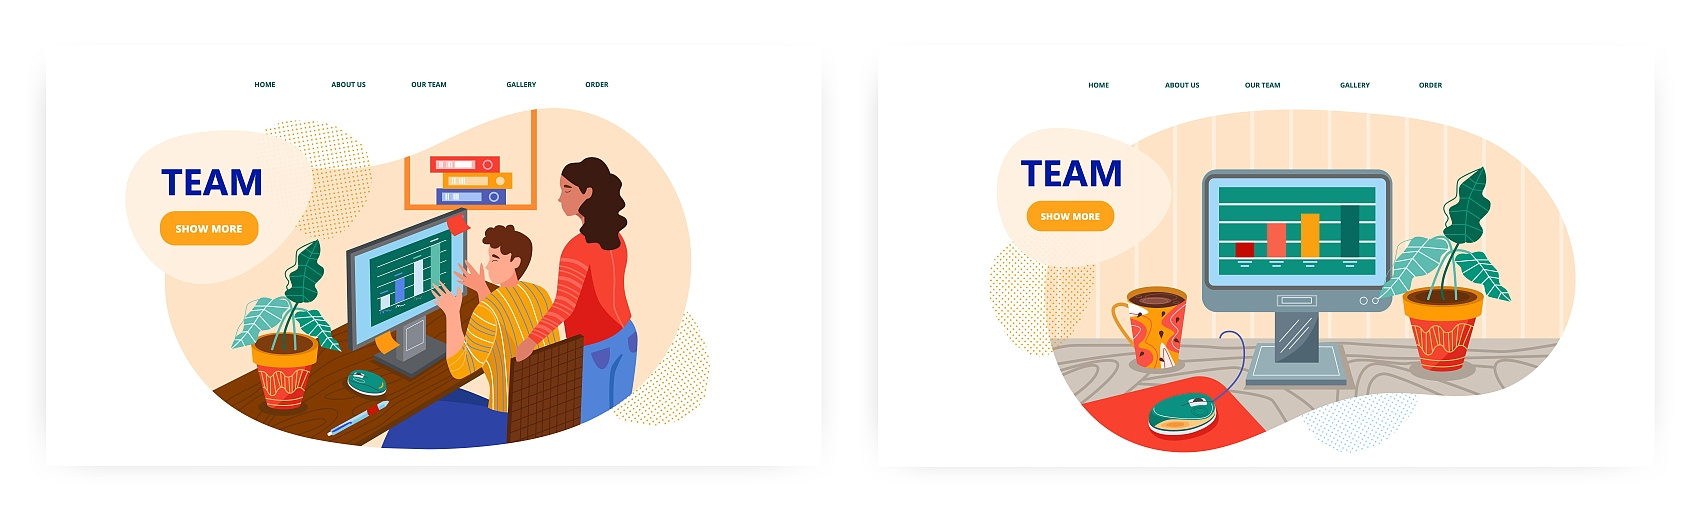 HOME ABOUT US OUR TEAM GALLERY ORDER
TEAM
SHOW MORE
HOME ABOUT US OUR TEAM GALLERY ORDER
TEAM
SHOW MORE